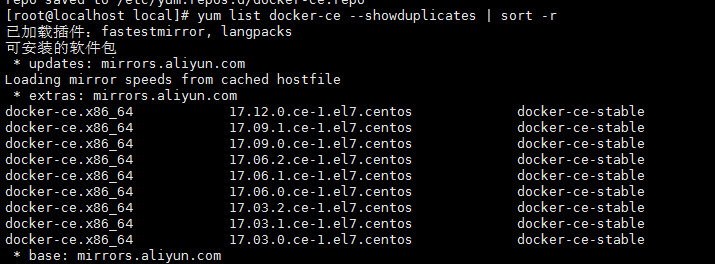 repo saved to /etc/yum.repos.d/docker-ce.repo
[root@localhost local]# yum list docker-ce --showduplicates | sort -r
已加载插件：fastestmirror, langpacks
可安装的软件包
 * updates: mirrors.aliyun.com
Loading mirror speeds from cached hostfile
 * extras: mirrors.aliyun.com
docker-ce.x86_64            17.12.0.ce-1.el7.centos             docker-ce-stable
docker-ce.x86_64            17.09.1.ce-1.el7.centos             docker-ce-stable
docker-ce.x86_64            17.09.0.ce-1.el7.centos             docker-ce-stable
docker-ce.x86_64            17.06.2.ce-1.el7.centos             docker-ce-stable
docker-ce.x86_64            17.06.1.ce-1.el7.centos             docker-ce-stable
docker-ce.x86_64            17.06.0.ce-1.el7.centos             docker-ce-stable
docker-ce.x86_64            17.03.2.ce-1.el7.centos             docker-ce-stable
docker-ce.x86_64            17.03.1.ce-1.el7.centos             docker-ce-stable
docker-ce.x86_64            17.03.0.ce-1.el7.centos             docker-ce-stable
 * base: mirrors.aliyun.com